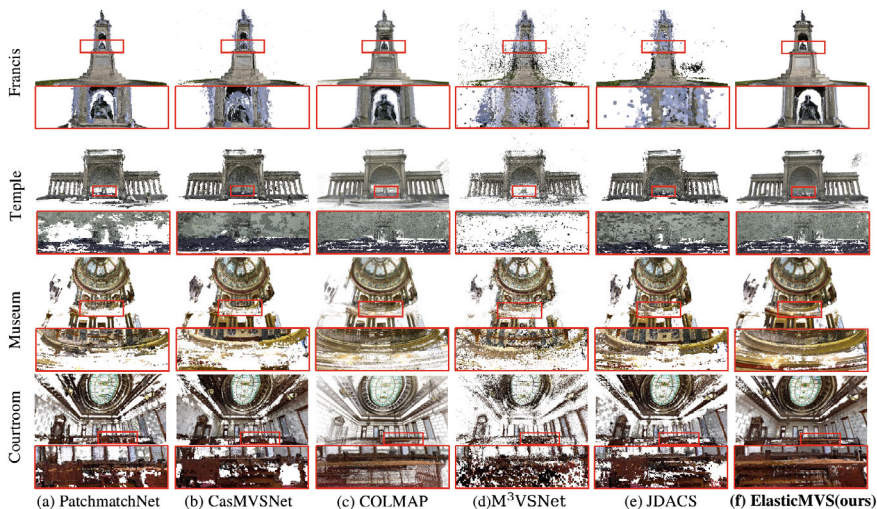 Francis
Temple
Museum
Courtroom
(a) PatchmatchNet (b) CasMVSNet (c) COLMAP (d)M³VSNet (e) JDACS (f) ElasticMVS(ours)